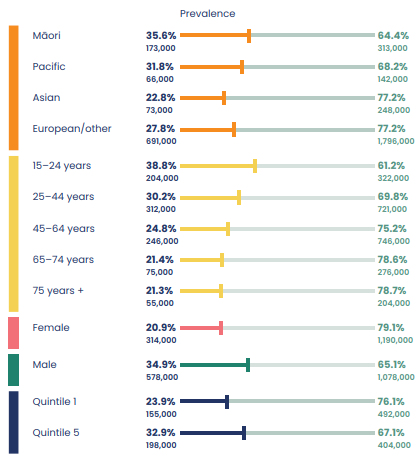 Prevalence
Māori 35.6% 64.4%
173,000 313,000
Pacific 31.8% 68.2%
66,000 142,000
Asian 22.8% 77.2%
73,000 248,000
European/other 27.8% 77.2%
691,000 1,796,000
15–24 years 38.8% 61.2%
204,000 322,000
25–44 years 30.2% 69.8%
312,000 721,000
45–64 years 24.8% 75.2%
246,000 746,000
65–74 years 21.4% 78.6%
75,000 276,000
75 years + 21.3% 78.7%
55,000 204,000
Female 20.9% 79.1%
314,000 1,190,000
Male 34.9% 65.1%
578,000 1,078,000
Quintile 1 23.9% 76.1%
155,000 492,000
Quintile 5 32.9% 67.1%
198,000 404,000